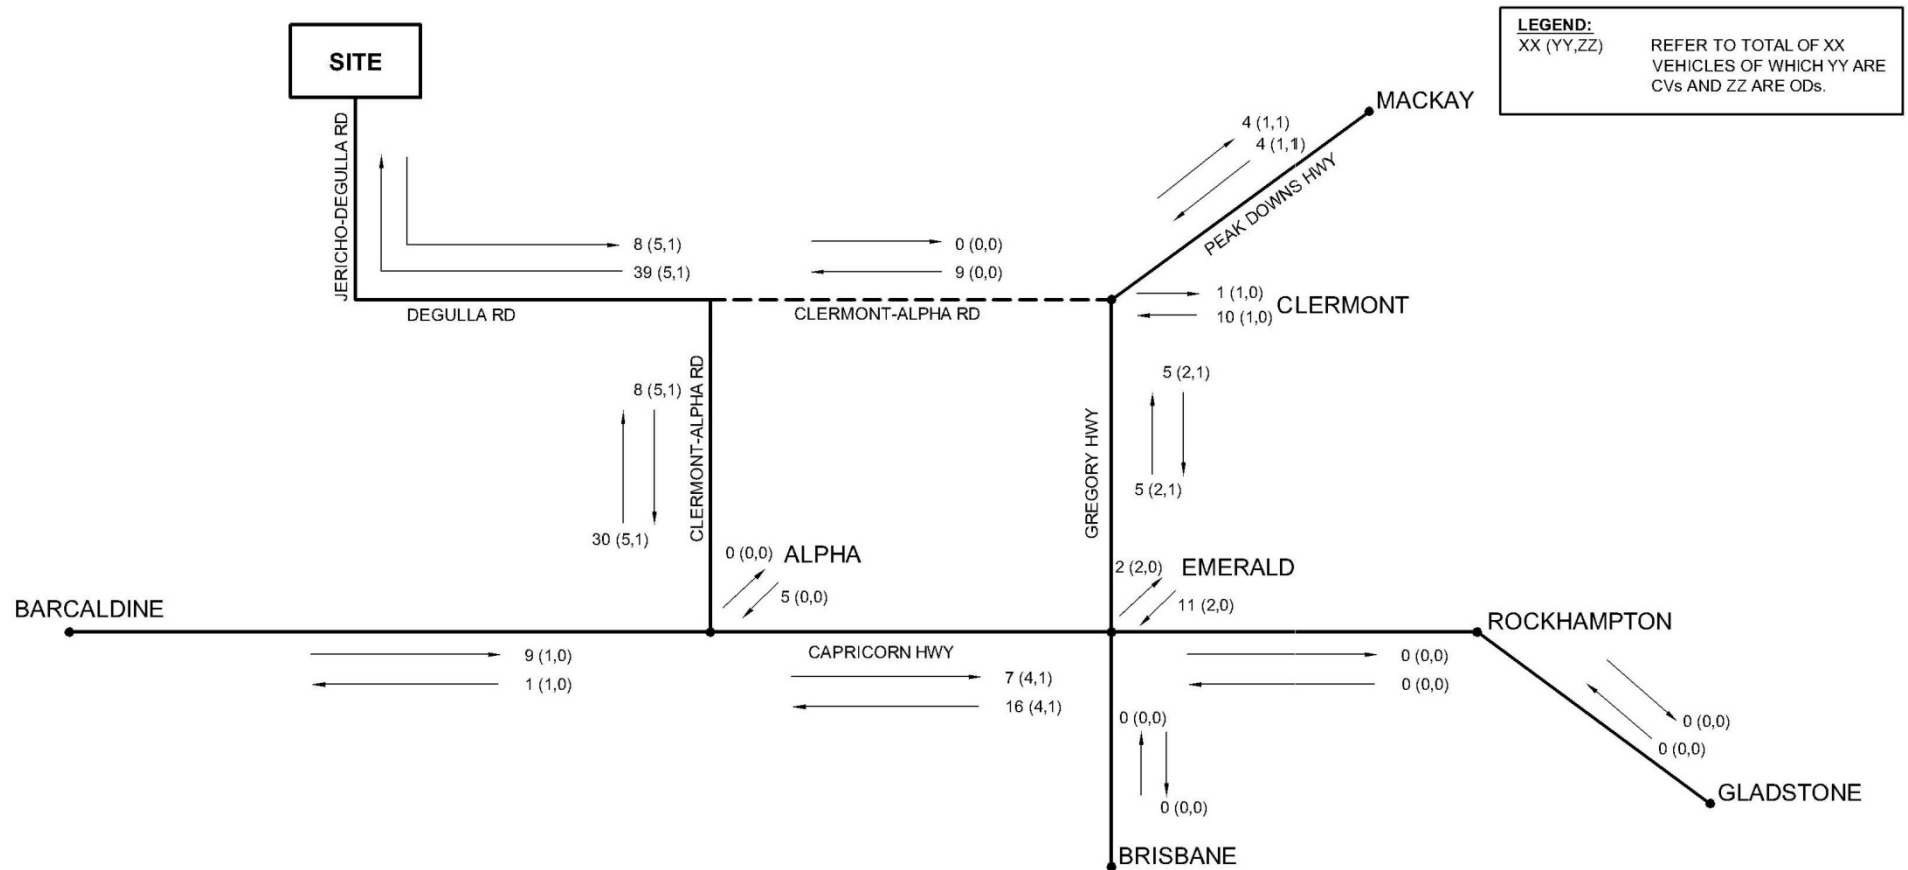 SITE
LEGEND:
XX (YY,ZZ) REFER TO TOTAL OF XX
VEHICLES OF WHICH YY ARE
CVs AND ZZ ARE ODs.
MACKAY
4 (1,1)
4 (1,1)
PEAK DOWNS HWY
JERICHO-DEGULLA RD
8 (5,1)
39 (5,1)
0 (0,0)
9 (0,0)
DEGULLA RD
CLERMONT-ALPHA RD
1 (1,0)
10 (1,0)
CLERMONT
8 (5,1)
CLERMONT-ALPHA RD
30 (5,1)
5 (2,1)
GREGORY HWY
5 (2,1)
0 (0,0)
ALPHA
5 (0,0)
2 (2,0)
EMERALD
11 (2,0)
BARCALDINE
ROCKHAMPTON
9 (1,0)
1 (1,0)
CAPRICORN HWY
7 (4,1)
16 (4,1)
0 (0,0)
0 (0,0)
0 (0,0)
0 (0,0)
0 (0,0)
0 (0,0)
GLADSTONE
BRISBANE